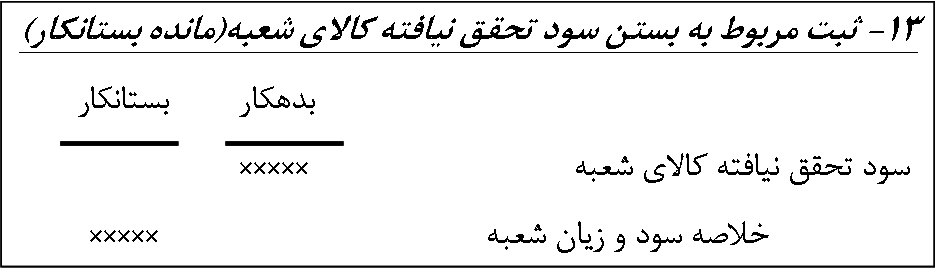 ۱۳- ثبت مربوط به بستن سود تحقق نیافته کالای شعبه(مانده بستانکار)
بدهکار بستانکار
سود تحقق نیافته کالای شعبه ×××××
خلاصه سود و زیان شعبه ×××××